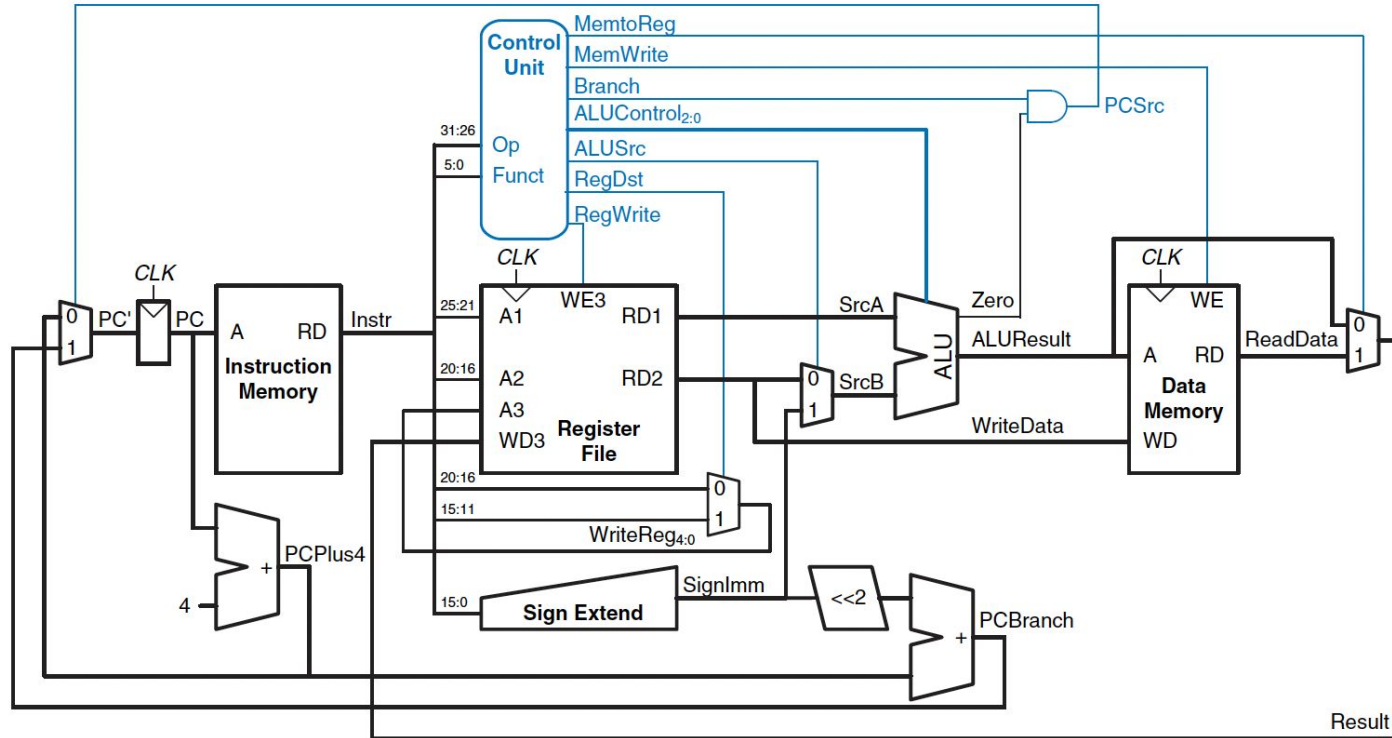 MemtoReg
Control
Unit
MemWrite
Branch
PCSrc
ALUControl2:0
31:26
Op
ALUSrc
5:0
Funct
RegDst
RegWrite
CLK
CLK
CLK
0
PC'
PC
1
A
RD
Instr
Instruction
Memory
25:21
A1
WE3
RD1
20:16
A2
RD2
A3
WD3
Register
File
SrcA
0
SrcB
1
ALU
Zero
ALUResult
WriteData
WE
A
RD
Data
Memory
WD
ReadData
0
1
20:16
0
15:11
1
WriteReg4:0
PCPlus4
+
4
15:0
Sign Extend
SignImm
<<2
+
PCBranch
Result